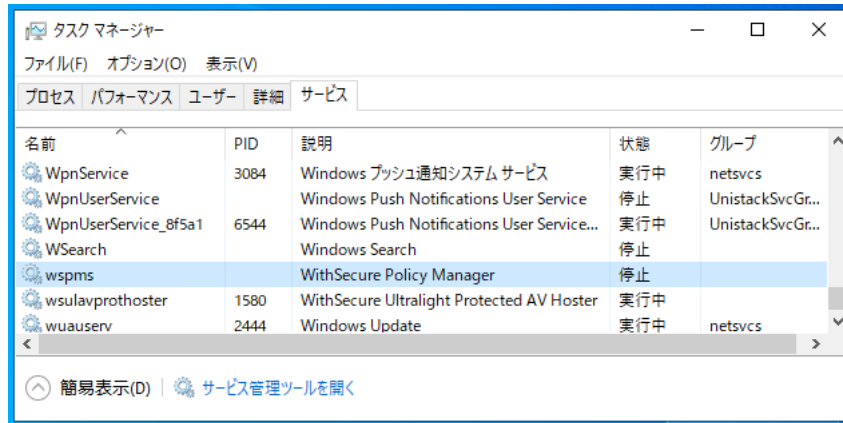 タスク マネージャー
ファイル(F) オプション(O) 表示(V)
プロセス パフォーマンス ユーザー 詳細 サービス
名前 PID 説明 状態 グループ
WpnService 3084 Windows プッシュ通知システム サービス 実行中 netsvcs
WpnUserService Windows Push Notifications User Service 停止 UnistackSvcGr...
WpnUserService_8f5a1 6544 Windows Push Notifications User Service... 実行中 UnistackSvcGr...
WSearch Windows Search 停止
wspms WithSecure Policy Manager 停止
wsulavprothoster 1580 WithSecure Ultralight Protected AV Hoster 実行中
wuauserv 2444 Windows Update 実行中 netsvcs
簡易表示(D) サービス管理ツールを開く